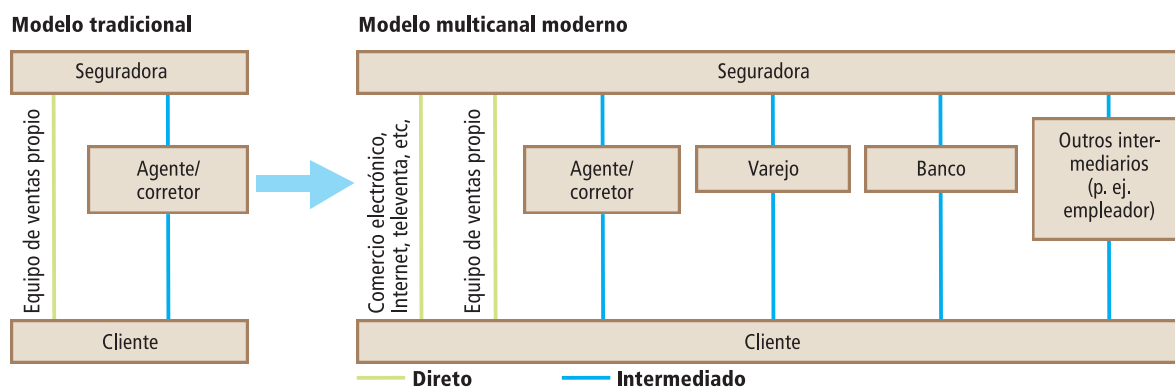 Modelo tradicional
Seguradora
Equipo de ventas propio
Agente/
corretor
Cliente
Modelo multicanal moderno
Seguradora
Comercio electrónico,
Internet, televenta, etc,
Equipo de ventas propio
Agente/
corretor
Varejo
Banco
Outros inter-
mediarios
(p. ej.
empleador)
Cliente
Direto
Intermediado